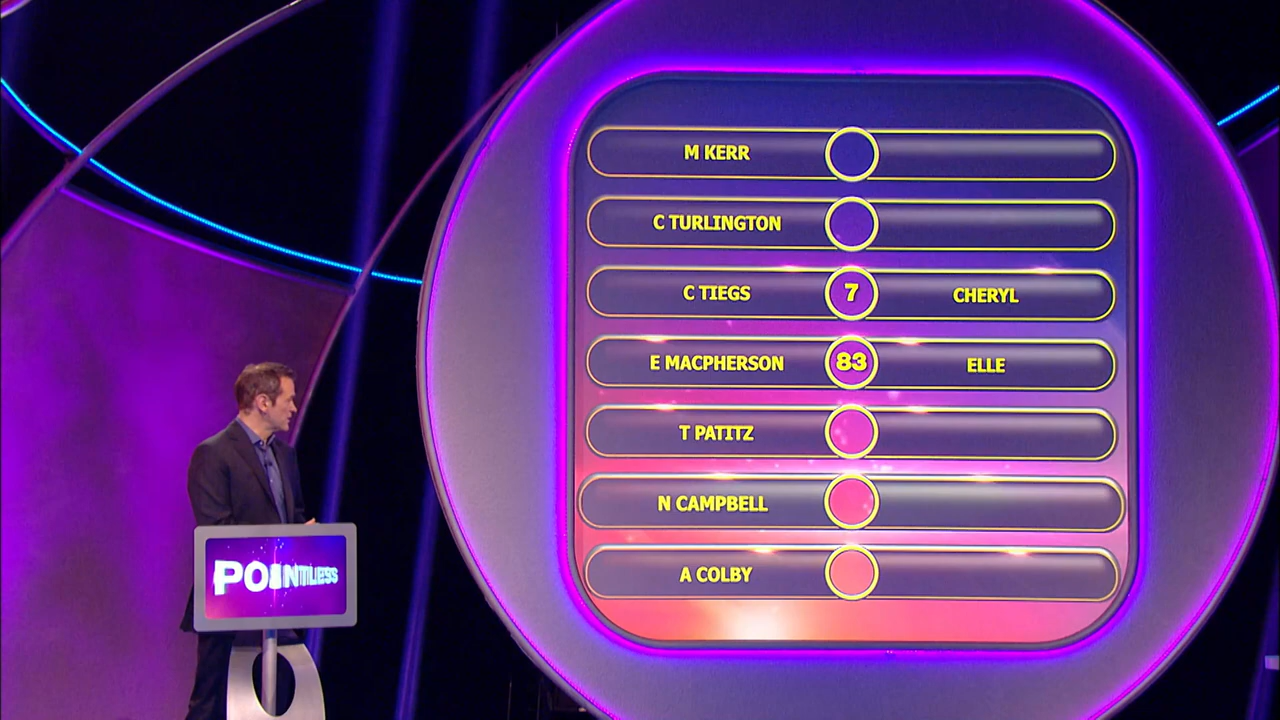 M KERR
C TURLINGTON
C TIEGS 7 CHERYL
E MACPHERSON 83 ELLE
T PATITZ
N CAMPBELL
A COLBY
POINTLESS